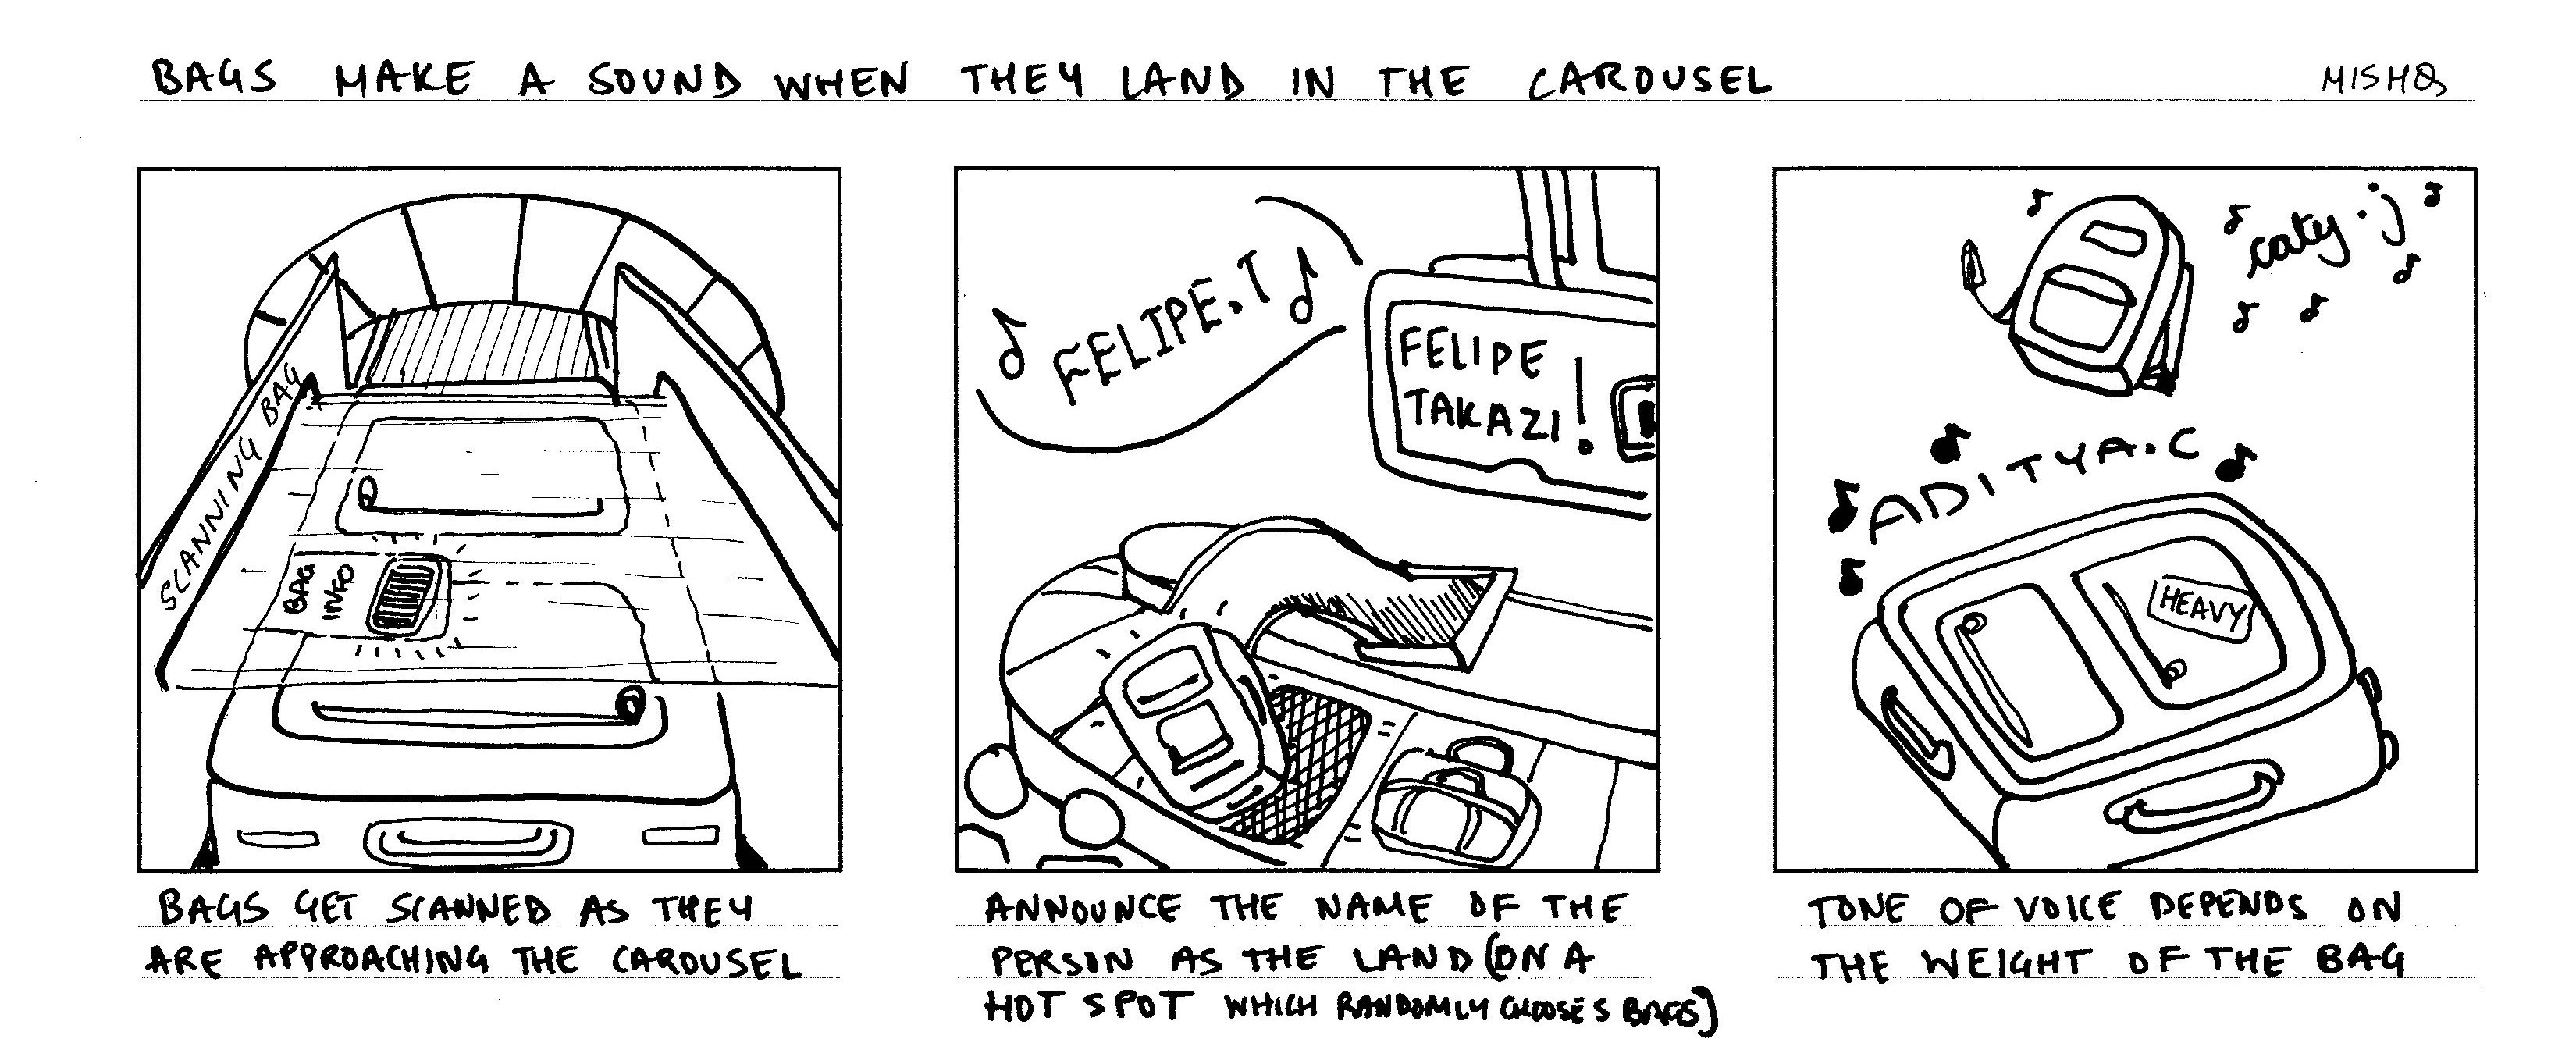 BAGS MAKE A SOUND WHEN THEY LAND IN THE CAROUSEL
MISHA
SCANNING BAG
BAG
INFO
BAGS GET SCANNED AS THEY
ARE APPROACHING THE CAROUSEL
FELIPE.T
FELIPE
TAKAZI!
ANNOUNCE THE NAME OF THE
PERSON AS THE LAND (ON A
HOT SPOT WHICH RANDOMLY CHOOSES BAGS)
caty.j
ADITYA.C
HEAVY
TONE OF VOICE DEPENDS ON
THE WEIGHT OF THE BAG